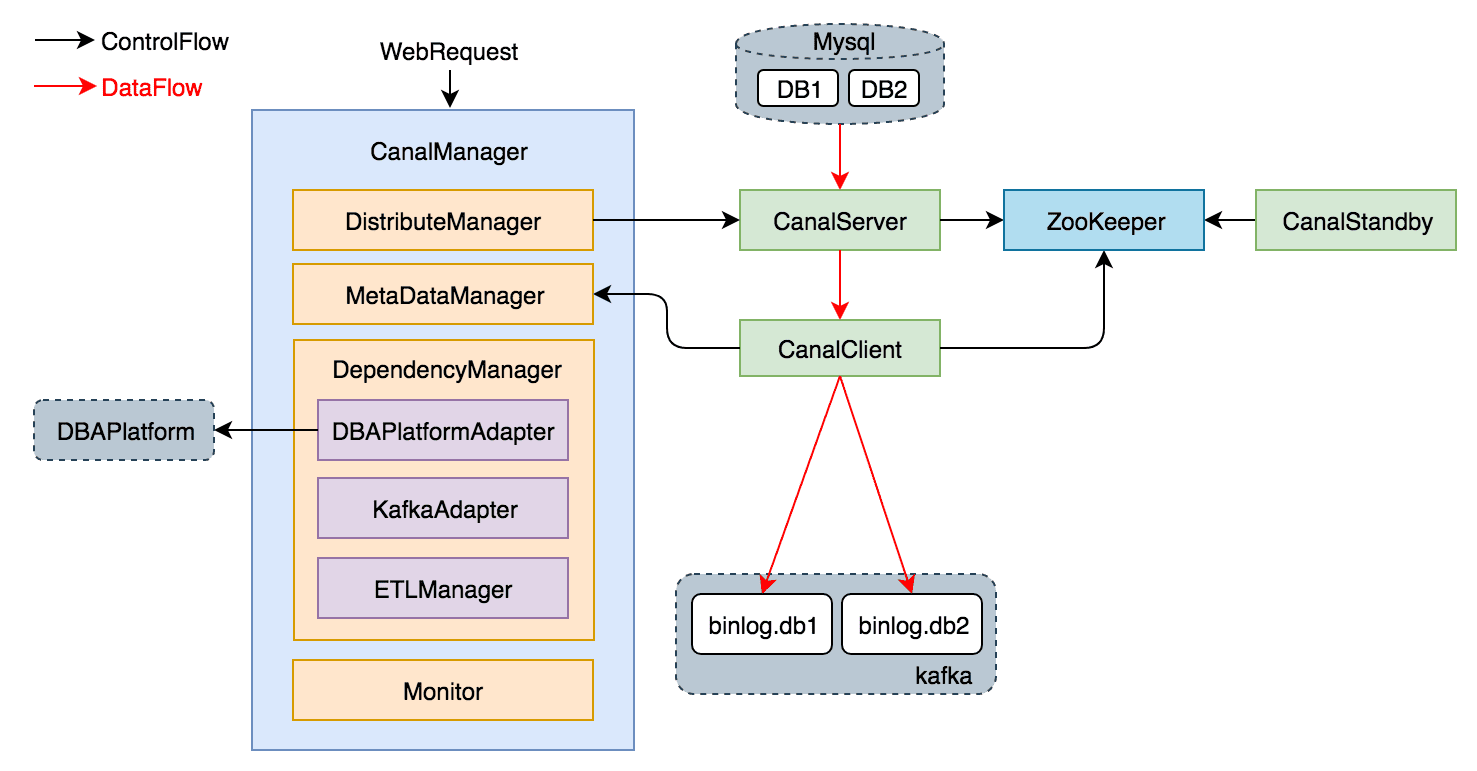 ControlFlow
DataFlow
WebRequest
CanalManager
DistributeManager
MetaDataManager
DependencyManager
DBAPlatformAdapter
KafkaAdapter
ETLManager
Monitor
DBAPlatform
Mysql
DB1
DB2
CanalServer
ZooKeeper
CanalStandby
CanalClient
binlog.db1
binlog.db2
kafka